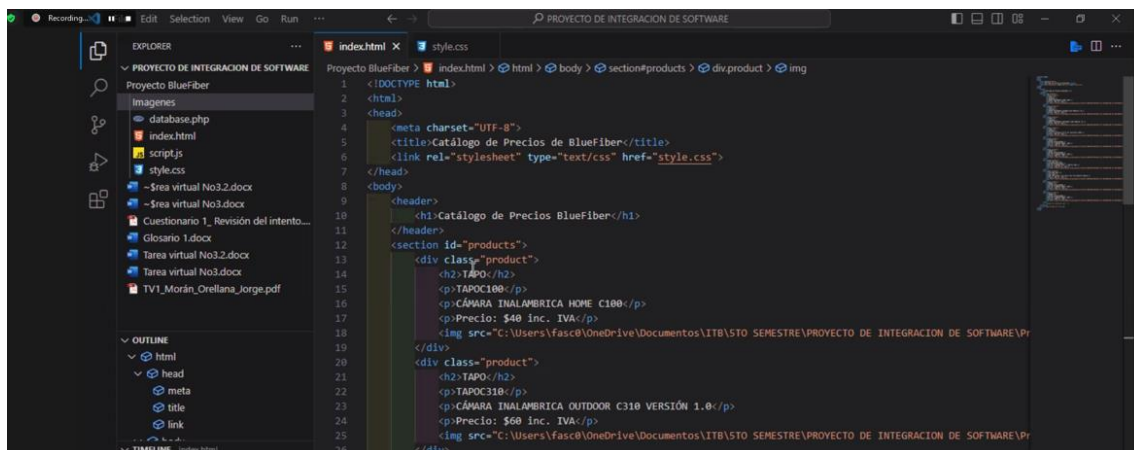 Recording...
Edit Selection View Go Run ...
PROYECTO DE INTEGRACION DE SOFTWARE
EXPLORER
PROYECTO DE INTEGRACION DE SOFTWARE
Proyecto BlueFiber
Imagenes
database.php
index.html
script.js
style.css
~$rea virtual No3.2.docx
~$rea virtual No3.docx
Cuestionario 1_ Revisión del intento....
Glosario 1.docx
Tarea virtual No3.2.docx
Tarea virtual No3.docx
TV1_Morán_Orellana_Jorge.pdf
OUTLINE
html
head
meta
title
link
body
TIMELINE index.html
index.html
style.css
Proyecto BlueFiber > index.html > html > body > section#products > div.product > img
1 <!DOCTYPE html>
2 <html>
3 <head>
4 <meta charset="UTF-8">
5 <title>Catálogo de Precios de BlueFiber</title>
6 <link rel="stylesheet" type="text/css" href="style.css">
7 </head>
8 <body>
9 <header>
10 <h1>Catálogo de Precios BlueFiber</h1>
11 </header>
12 <section id="products">
13 <div class="product">
14 <h2>TAPO</h2>
15 <p>TAPOC100</p>
16 <p>CÁMARA INALAMBRICA HOME C100</p>
17 <p>Precio: $40 inc. IVA</p>
18 <img src="C:\Users\fasc0\OneDrive\Documentos\ITB\5TO SEMESTRE\PROYECTO DE INTEGRACION DE SOFTWARE\Pr
19 </div>
20 <div class="product">
21 <h2>TAPO</h2>
22 <p>TAPOC310</p>
23 <p>CÁMARA INALAMBRICA OUTDOOR C310 VERSIÓN 1.0</p>
24 <p>Precio: $60 inc. IVA</p>
25 <img src="C:\Users\fasc0\OneDrive\Documentos\ITB\5TO SEMESTRE\PROYECTO DE INTEGRACION DE SOFTWARE\Pr
26 </div>